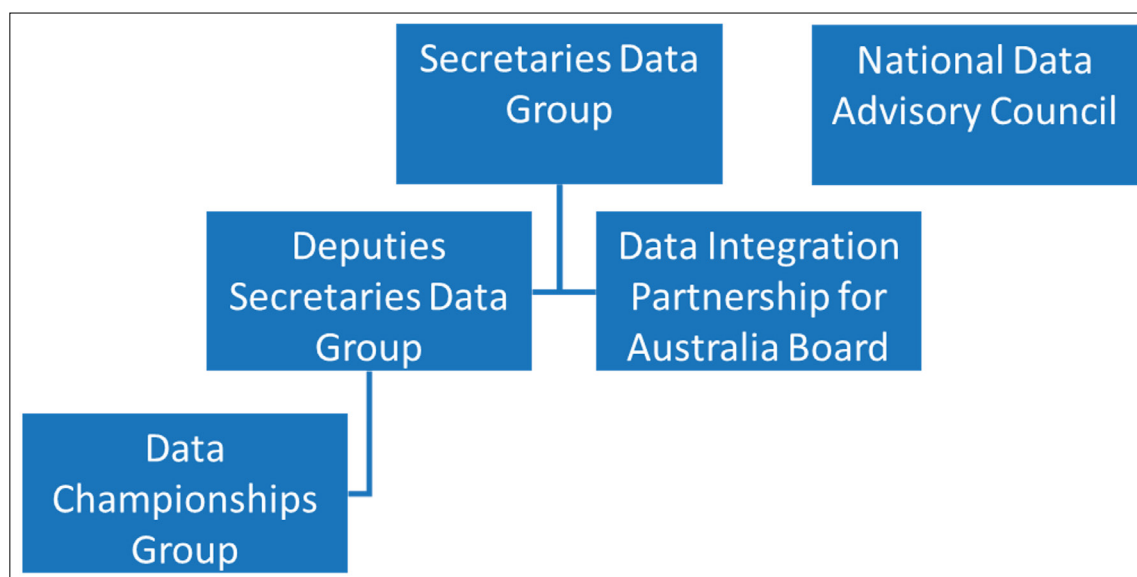 Secretaries Data
Group
National Data
Advisory Council
Deputies
Secretaries Data
Group
Data Integration
Partnership for
Australia Board
Data
Championships
Group